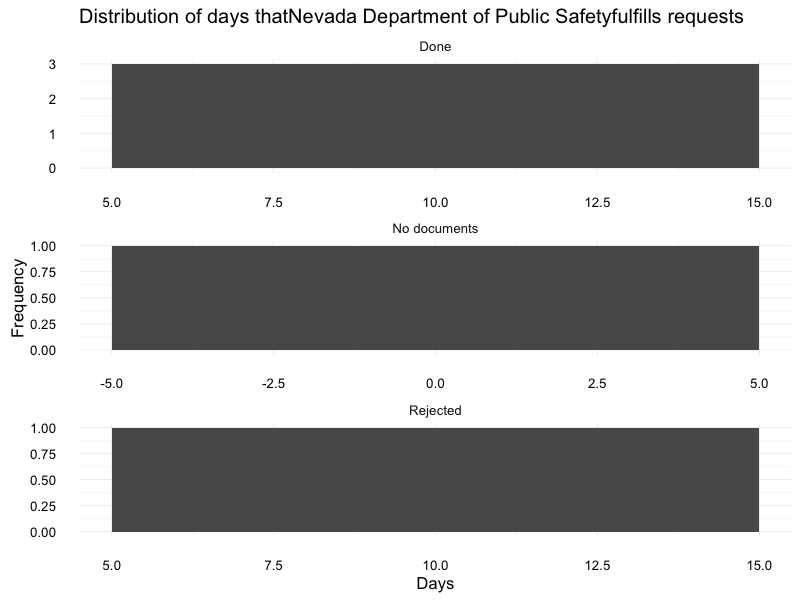 Distribution of days thatNevada Department of Public Safetyfulfills requests
Done
3
2
1
0
5.0 7.5 10.0 12.5 15.0
No documents
1.00
0.75
0.50
0.25
0.00
-5.0 -2.5 0.0 2.5 5.0
Frequency
Rejected
1.00
0.75
0.50
0.25
0.00
5.0 7.5 10.0 12.5 15.0
Days